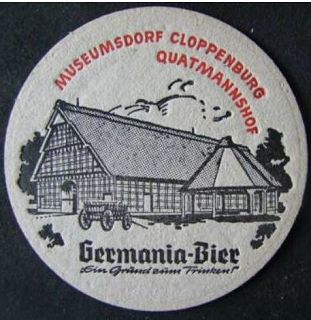 MUSEUMSDORF CLOPPENBURG
QUATMANNSHOF
Germania-Bier
„Ein Grund zum Trinken!"